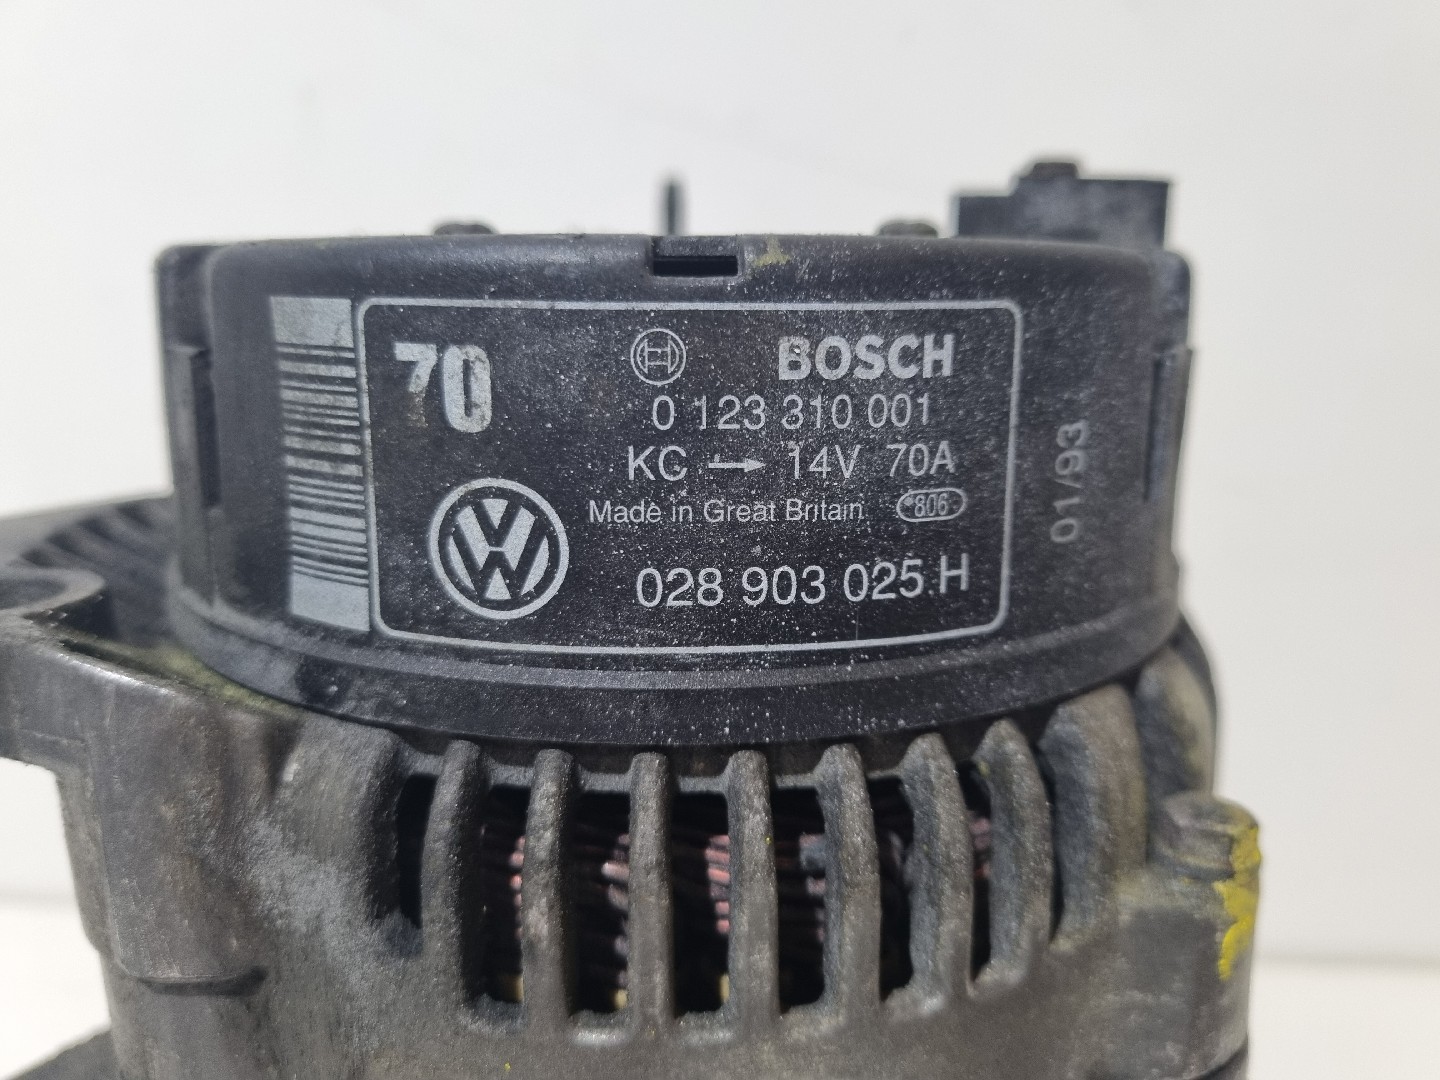 70
BOSCH
0 123 310 001
KC → 14V 70A
Made in Great Britain 806
VW
028 903 025 H
01/93